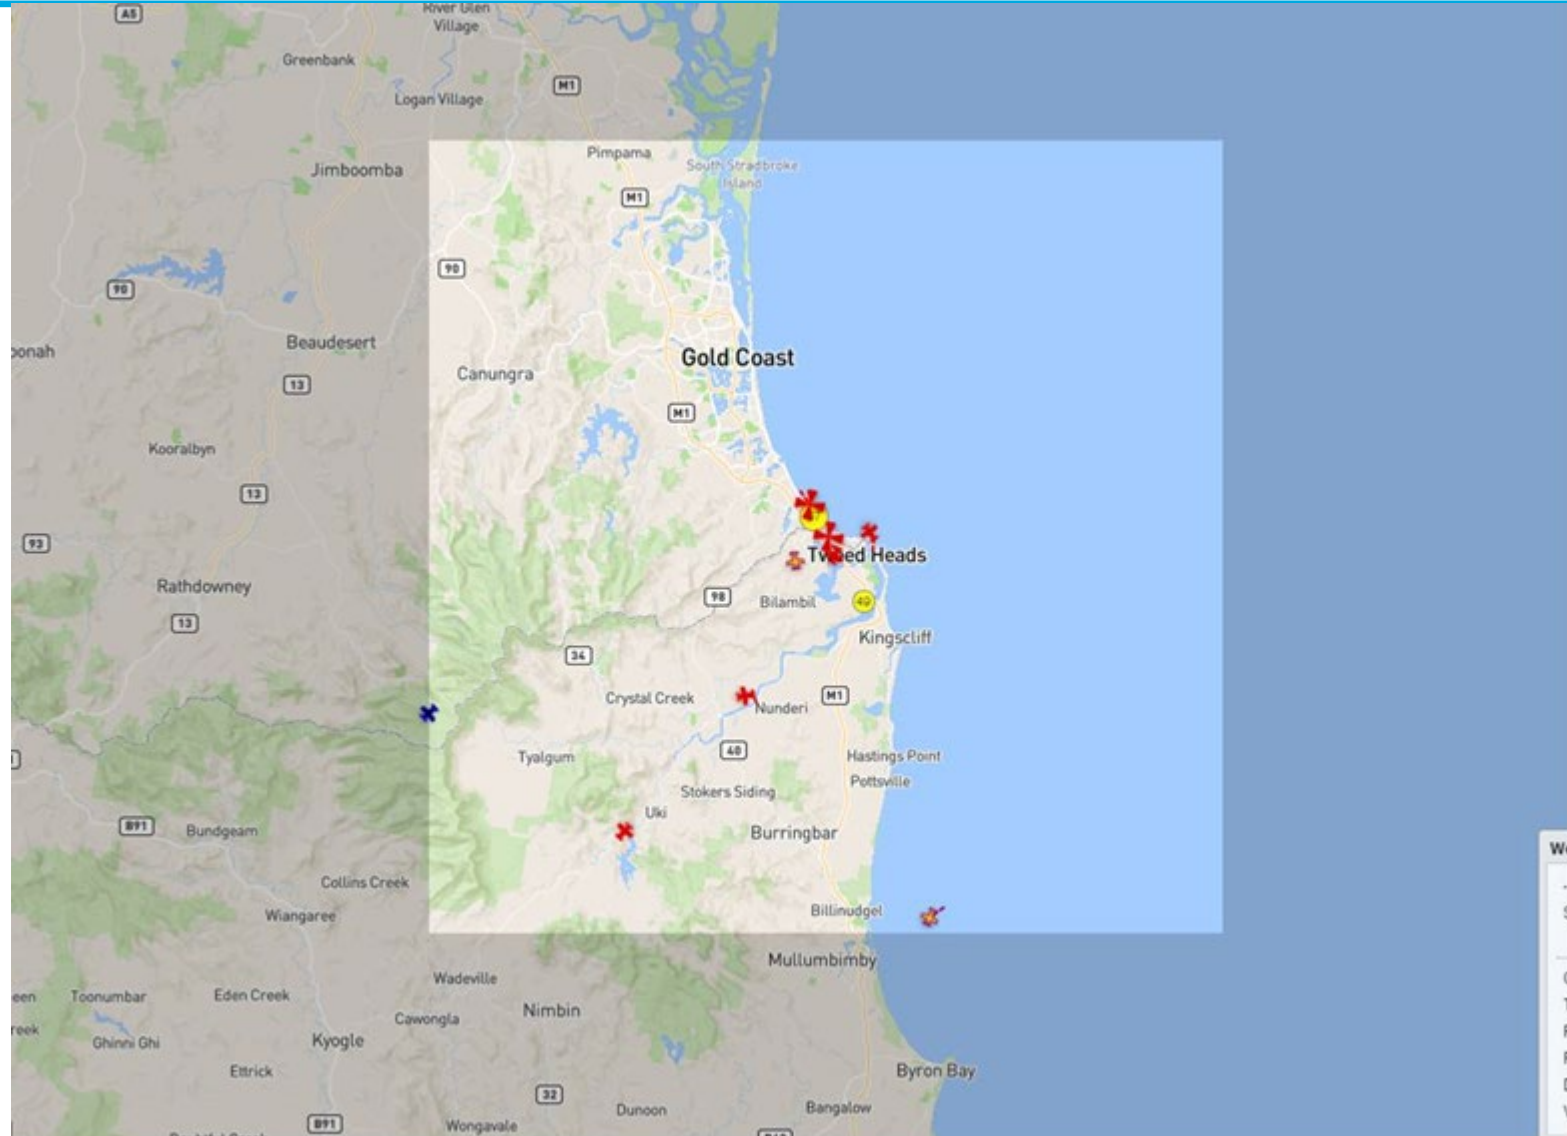 A5
River Glen
Village
Greenbank
M1
Logan Village
Pimpama
Jimboomba
South Stradbroke
Island
M1
90
90
Beaudesert
Gold Coast
Canungra
13
M1
Kooralbyn
13
93
Tweed Heads
Rathdowney
98
Bilambil
49
13
Kingscliff
34
Crystal Creek
M1
Nunderi
Tyalgum
40
Hastings Point
Pottsville
Stokers Siding
Uki
B91
Bundgeam
Burringbar
Collins Creek
Wiangaree
Billinudgel
Mullumbimby
Wadeville
Toonumbar
Eden Creek
Nimbin
Cawongla
Ghinni Ghi
Kyogle
Ettrick
Byron Bay
32
Dunoon
Bangalow
B91
Wongavale